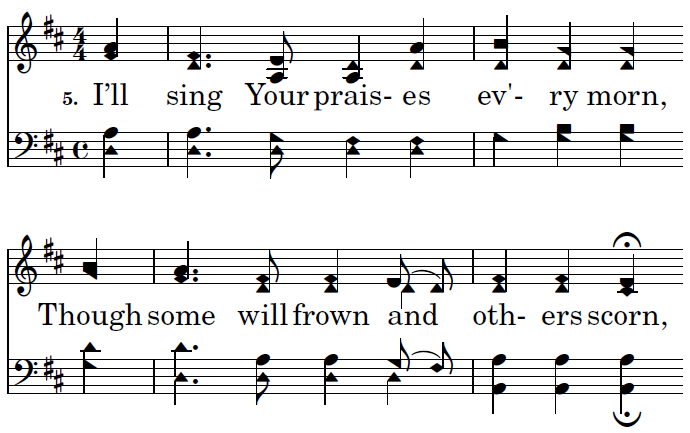 5. I'll sing Your prais- es ev'- ry morn,
Though some will frown and oth- ers scorn,